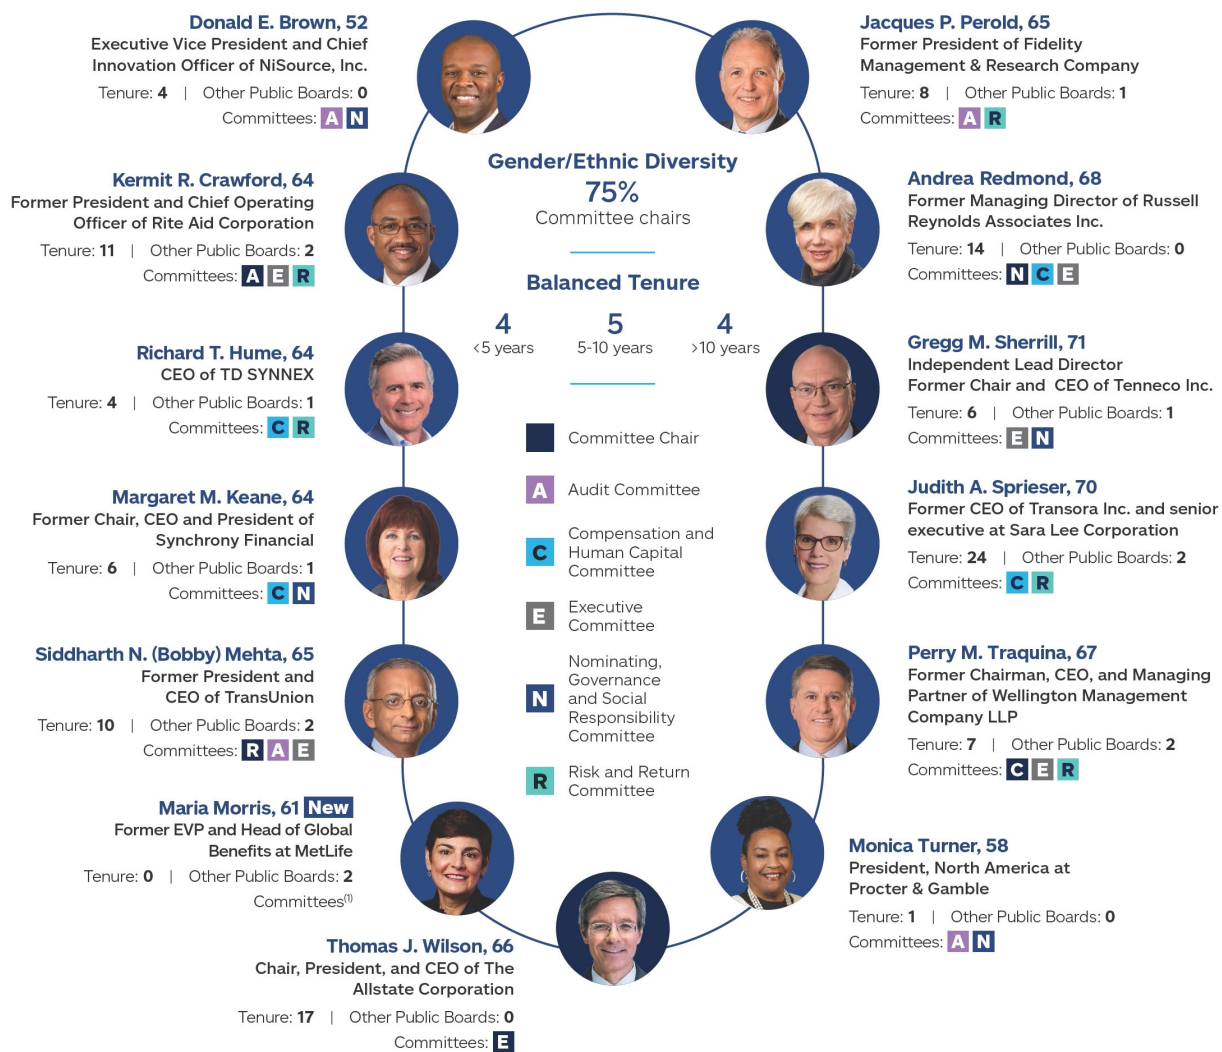 Donald E. Brown, 52
Executive Vice President and Chief
Innovation Officer of NiSource, Inc.
Tenure: 4 | Other Public Boards: 0
Committees: A N
Jacques P. Perold, 65
Former President of Fidelity
Management & Research Company
Tenure: 8 | Other Public Boards: 1
Committees: A R
Kermit R. Crawford, 64
Former President and Chief Operating
Officer of Rite Aid Corporation
Tenure: 11 | Other Public Boards: 2
Committees: A E R
Gender/Ethnic Diversity
75%
Committee chairs
Andrea Redmond, 68
Former Managing Director of Russell
Reynolds Associates Inc.
Tenure: 14 | Other Public Boards: 0
Committees: N C E
Balanced Tenure
4 5 4
<5 years 5-10 years >10 years
Richard T. Hume, 64
CEO of TD SYNNEX
Tenure: 4 | Other Public Boards: 1
Committees: C R
Gregg M. Sherrill, 71
Independent Lead Director
Former Chair and CEO of Tenneco Inc.
Tenure: 6 | Other Public Boards: 1
Committees: E N
Committee Chair
A Audit Committee
C Compensation and
Human Capital
Committee
E Executive
Committee
N Nominating,
Governance
and Social
Responsibility
Committee
R Risk and Return
Committee
Margaret M. Keane, 64
Former Chair, CEO and President of
Synchrony Financial
Tenure: 6 | Other Public Boards: 1
Committees: C N
Judith A. Sprieser, 70
Former CEO of Transora Inc. and senior
executive at Sara Lee Corporation
Tenure: 24 | Other Public Boards: 2
Committees: C R
Siddharth N. (Bobby) Mehta, 65
Former President and
CEO of TransUnion
Tenure: 10 | Other Public Boards: 2
Committees: R A E
Perry M. Traquina, 67
Former Chairman, CEO, and Managing
Partner of Wellington Management
Company LLP
Tenure: 7 | Other Public Boards: 2
Committees: C E R
Maria Morris, 61 New
Former EVP and Head of Global
Benefits at MetLife
Tenure: 0 | Other Public Boards: 2
Committees(1)
Monica Turner, 58
President, North America at
Procter & Gamble
Tenure: 1 | Other Public Boards: 0
Committees: A N
Thomas J. Wilson, 66
Chair, President, and CEO of The
Allstate Corporation
Tenure: 17 | Other Public Boards: 0
Committees: E